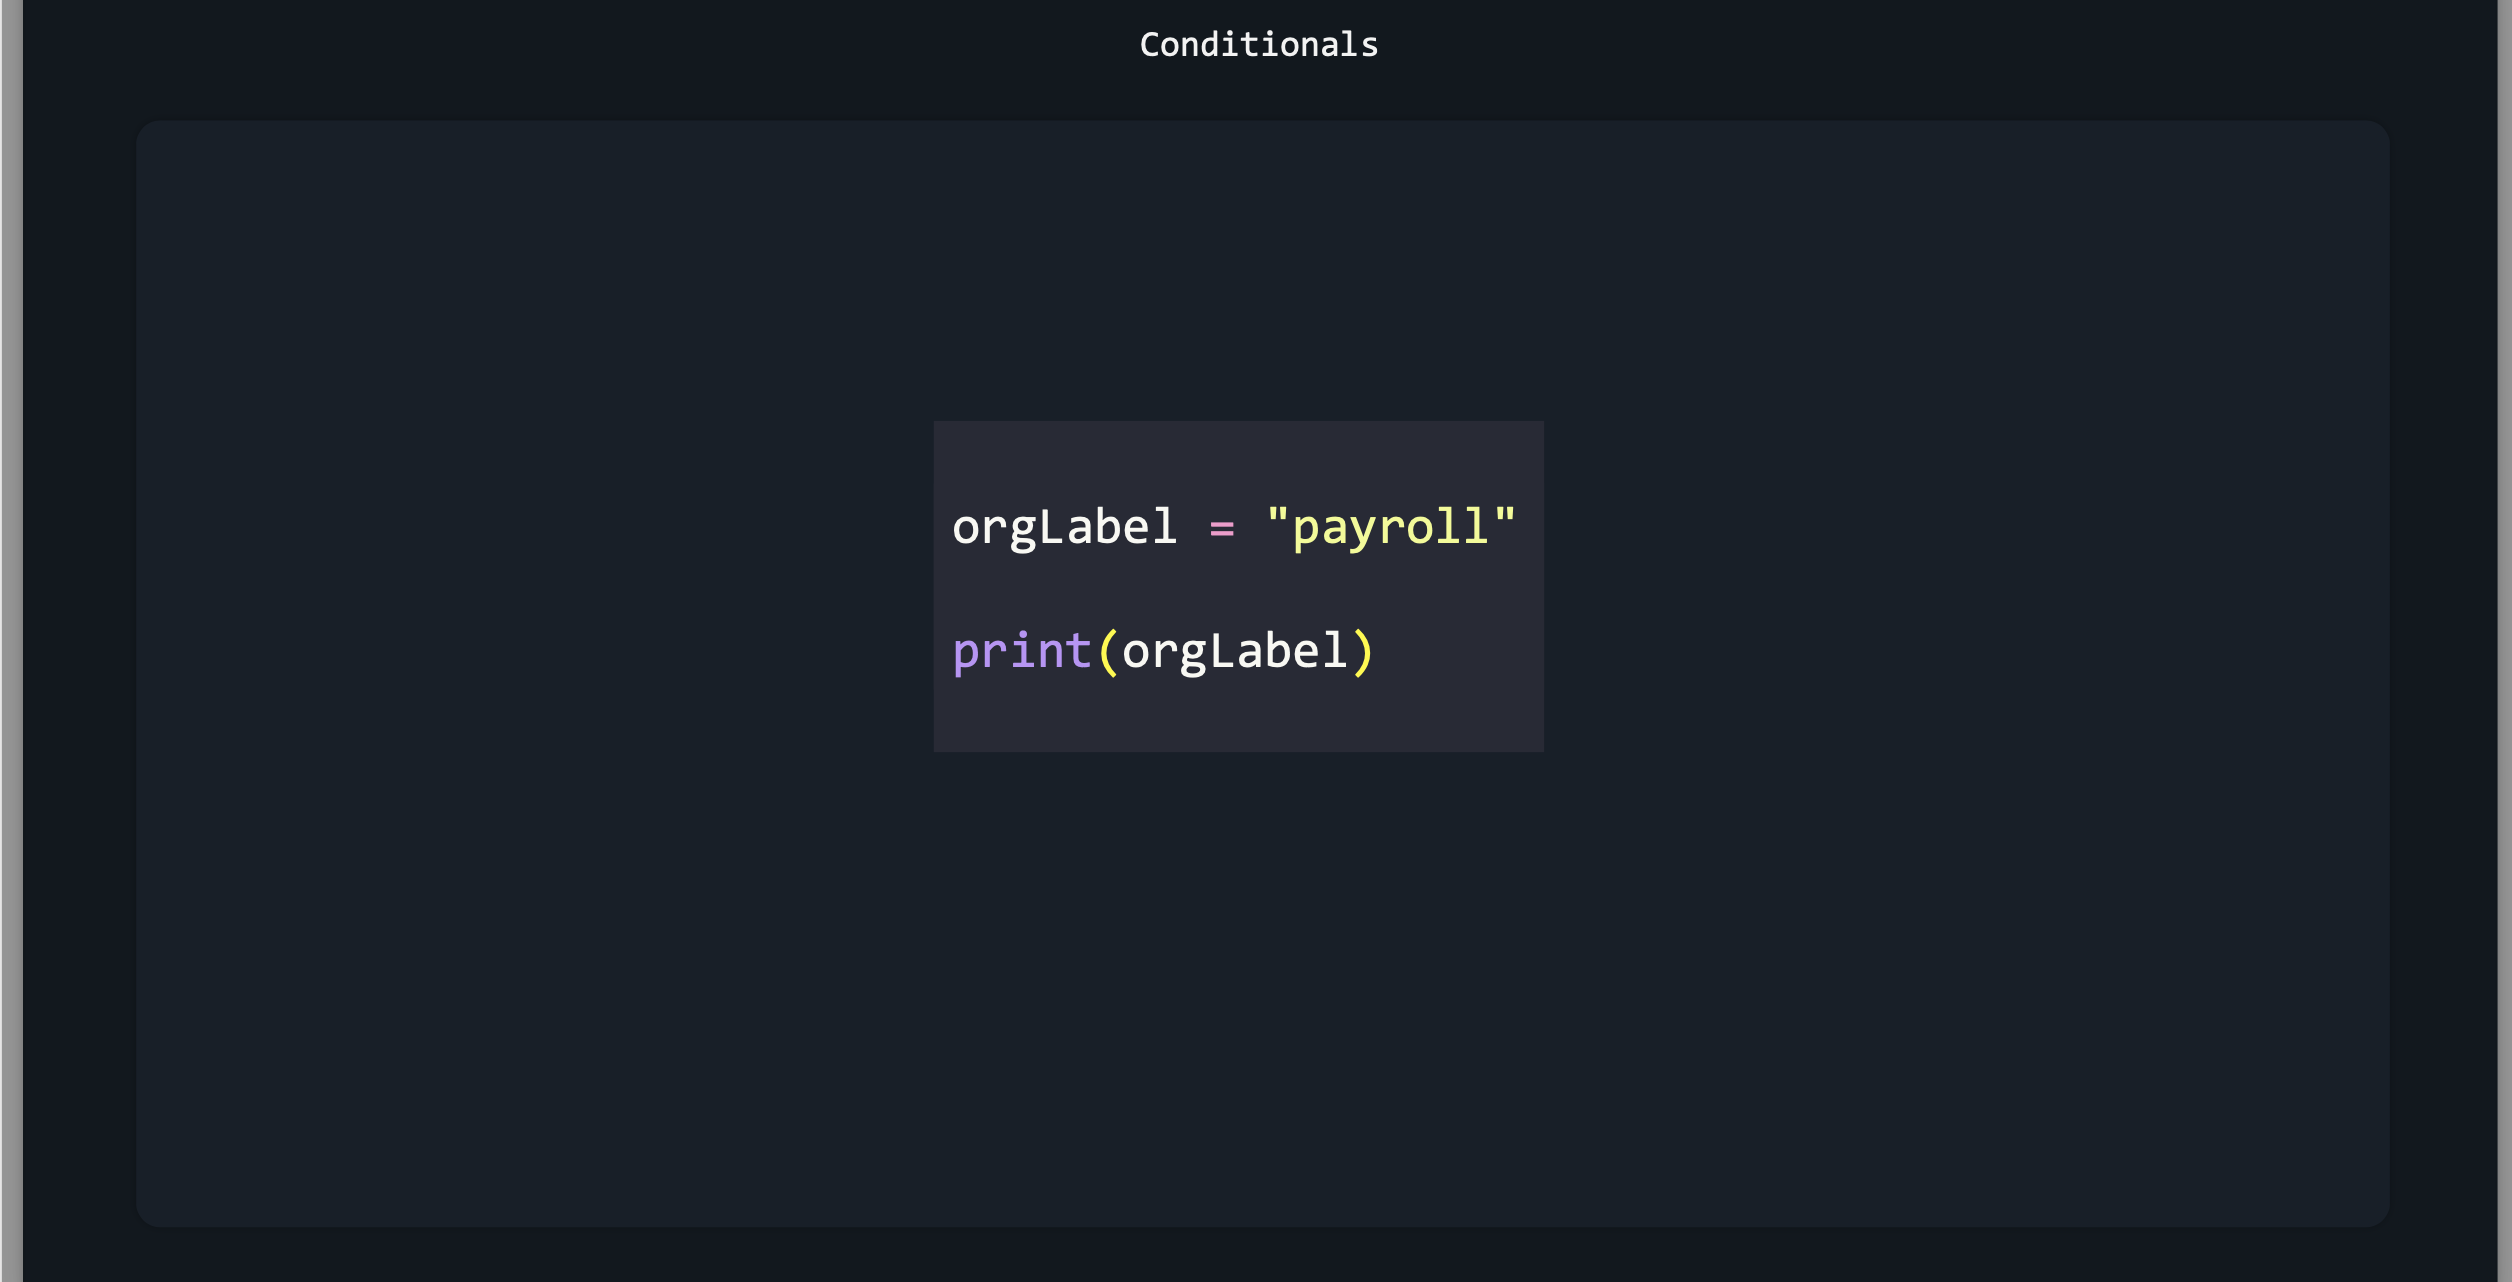 Conditionals
orgLabel = "payroll"
print(orgLabel)